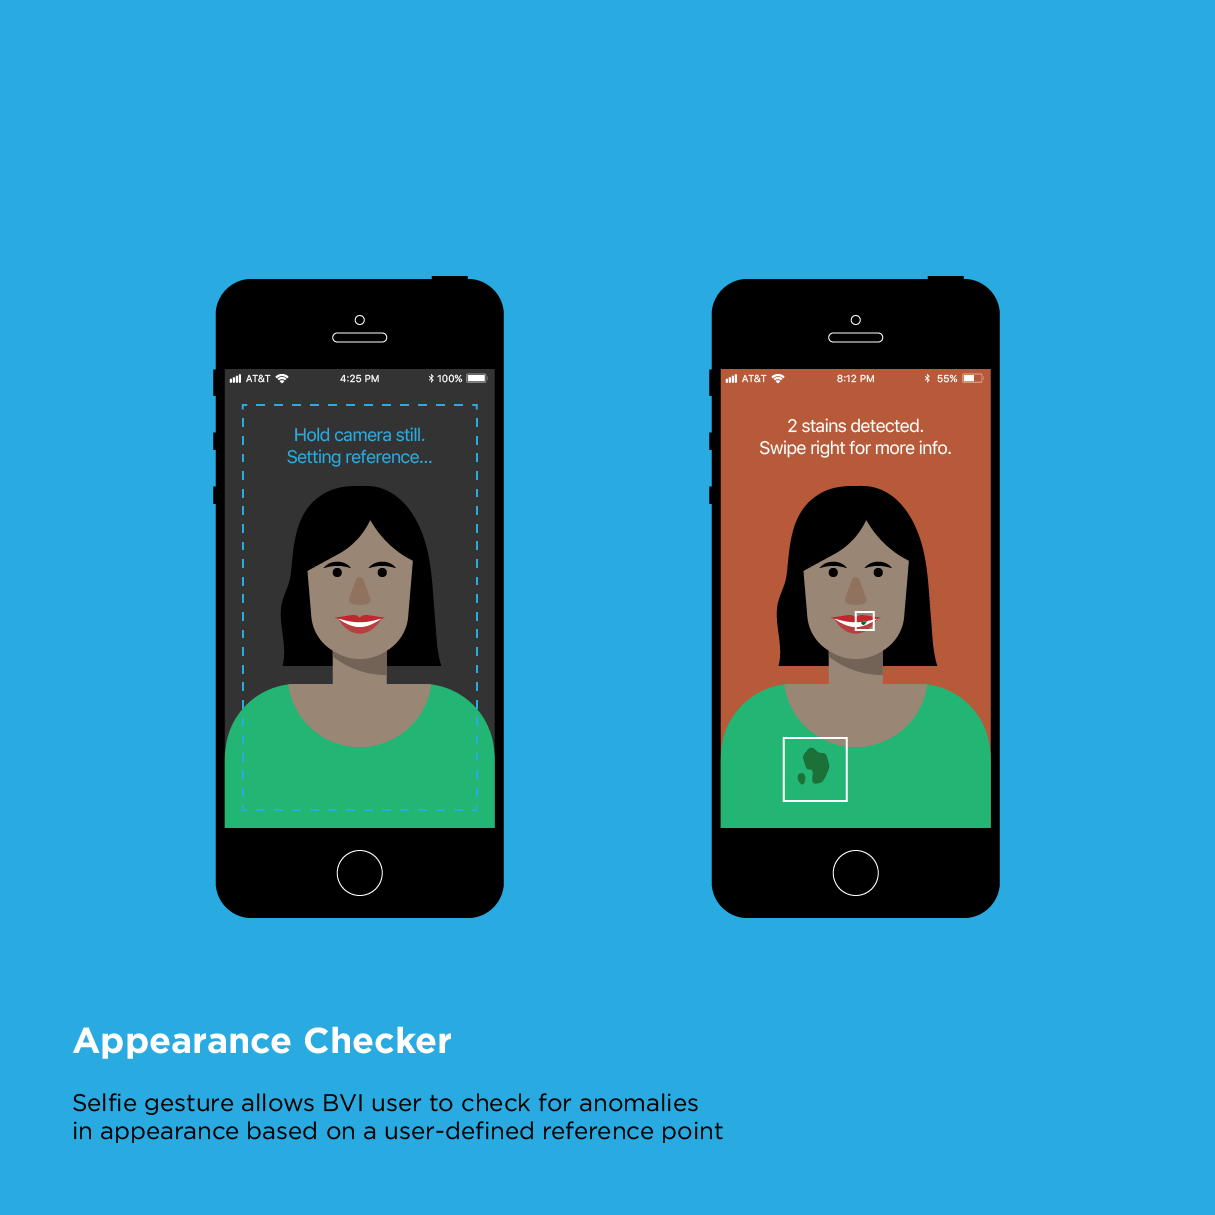 AT&T 4:25 PM 100%
Hold camera still.
Setting reference...
AT&T 8:12 PM 55%
2 stains detected.
Swipe right for more info.
Appearance Checker
Selfie gesture allows BVI user to check for anomalies
in appearance based on a user-defined reference point